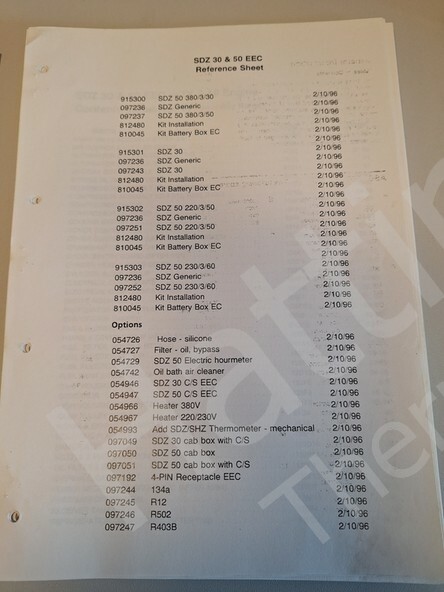 SDZ 30 & 50 EEC
Reference Sheet
915300 SDZ 50 380/3/30 2/10/96
097236 SDZ Generic 2/10/96
097237 SDZ 50 380/3/50 2/10/96
812480 Kit Installation 2/10/96
810045 Kit Battery Box EC 2/10/96
915301 SDZ 30 2/10/96
097236 SDZ Generic 2/10/96
097243 SDZ 30 2/10/96
812480 Kit Installation 2/10/96
810045 Kit Battery Box EC 2/10/96
915302 SDZ 50 220/3/50 2/10/96
097236 SDZ Generic 2/10/96
097251 SDZ 50 220/3/50 2/10/96
812480 Kit Installation 2/10/96
810045 Kit Battery Box EC 2/10/96
915303 SDZ 50 230/3/60 2/10/96
097236 SDZ Generic 2/10/96
097252 SDZ 50 230/3/60 2/10/96
812480 Kit Installation 2/10/96
810045 Kit Battery Box EC 2/10/96
Options
054726 Hose - silicone 2/10/96
054727 Filter - oil, bypass 2/10/96
054729 SDZ 50 Electric hourmeter 2/10/96
054742 Oil bath air cleaner 2/10/96
054946 SDZ 30 C/S EEC 2/10/96
054947 SDZ 50 C/S EEC 2/10/96
054966 Heater 380V 2/10/96
054967 Heater 220/230V 2/10/96
054993 Add SDZ/SHZ Thermometer - mechanical 2/10/96
097049 SDZ 30 cab box with C/S 2/10/96
097050 SDZ 50 cab box 2/10/96
097051 SDZ 50 cab box with C/S 2/10/96
097192 4-PIN Receptacle EEC 2/10/96
097244 134a 2/10/96
097245 R12 2/10/96
097246 R502 2/10/96
097247 R403B 2/10/96